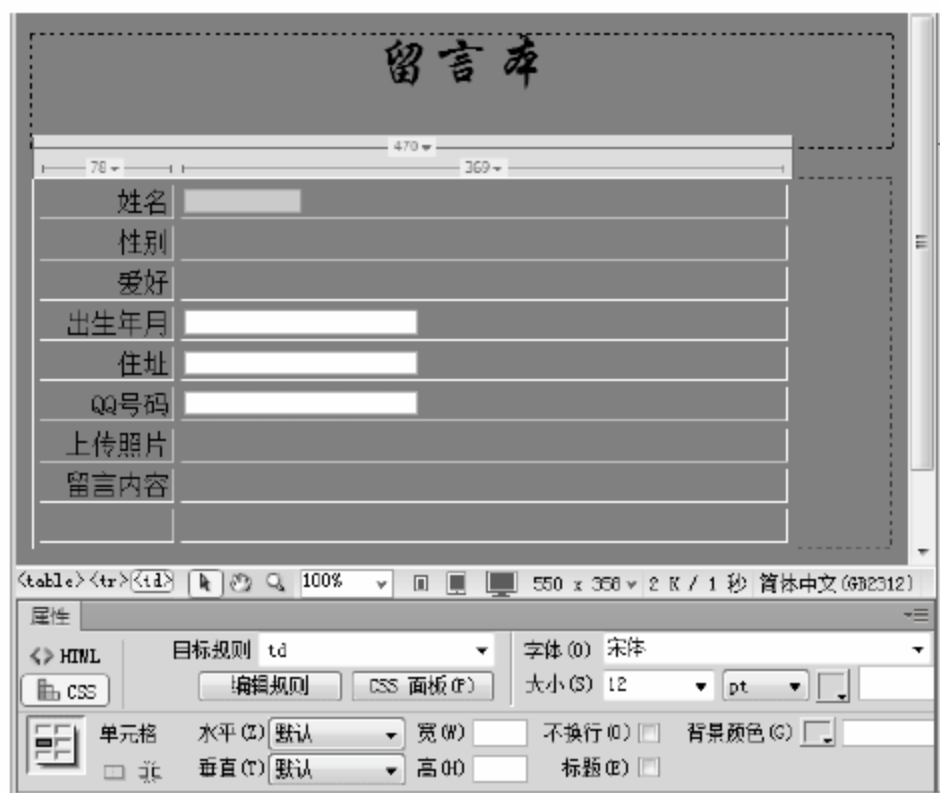 留言本
470
78 369
姓名
性别
爱好
出生年月
住址
QQ号码
上传照片
留言内容
<table><tr><td> 100% 550 x 356 2 K / 1 秒 简体中文(GB2312)
属性
<> HTML 目标规则 td 字体(O) 宋体
CSS 编辑规则 CSS 面板(P) 大小(S) 12 pt
单元格 水平(Z) 默认 宽(W) 不换行(O) 背景颜色(G)
垂直(T) 默认 高(H) 标题(E)